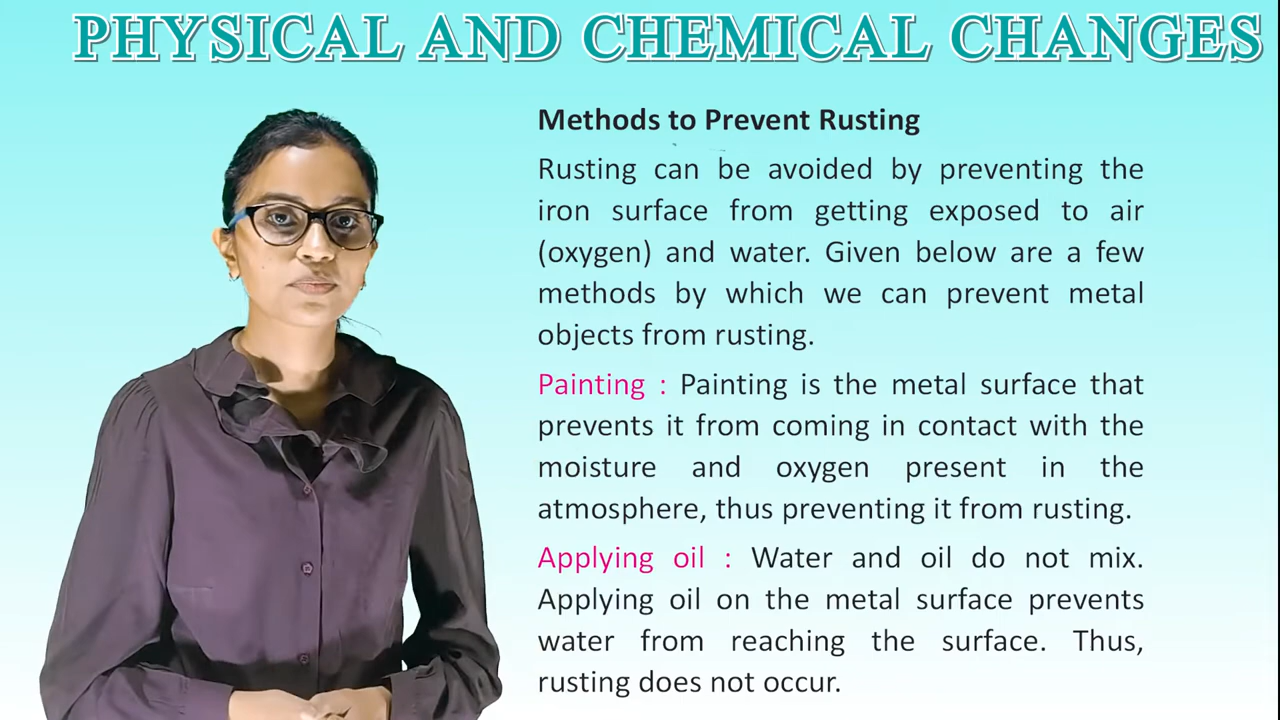 PHYSICAL AND CHEMICAL CHANGES
Methods to Prevent Rusting
Rusting can be avoided by preventing the
iron surface from getting exposed to air
(oxygen) and water. Given below are a few
methods by which we can prevent metal
objects from rusting.
Painting : Painting is the metal surface that
prevents it from coming in contact with the
moisture and oxygen present in the
atmosphere, thus preventing it from rusting.
Applying oil : Water and oil do not mix.
Applying oil on the metal surface prevents
water from reaching the surface. Thus,
rusting does not occur.